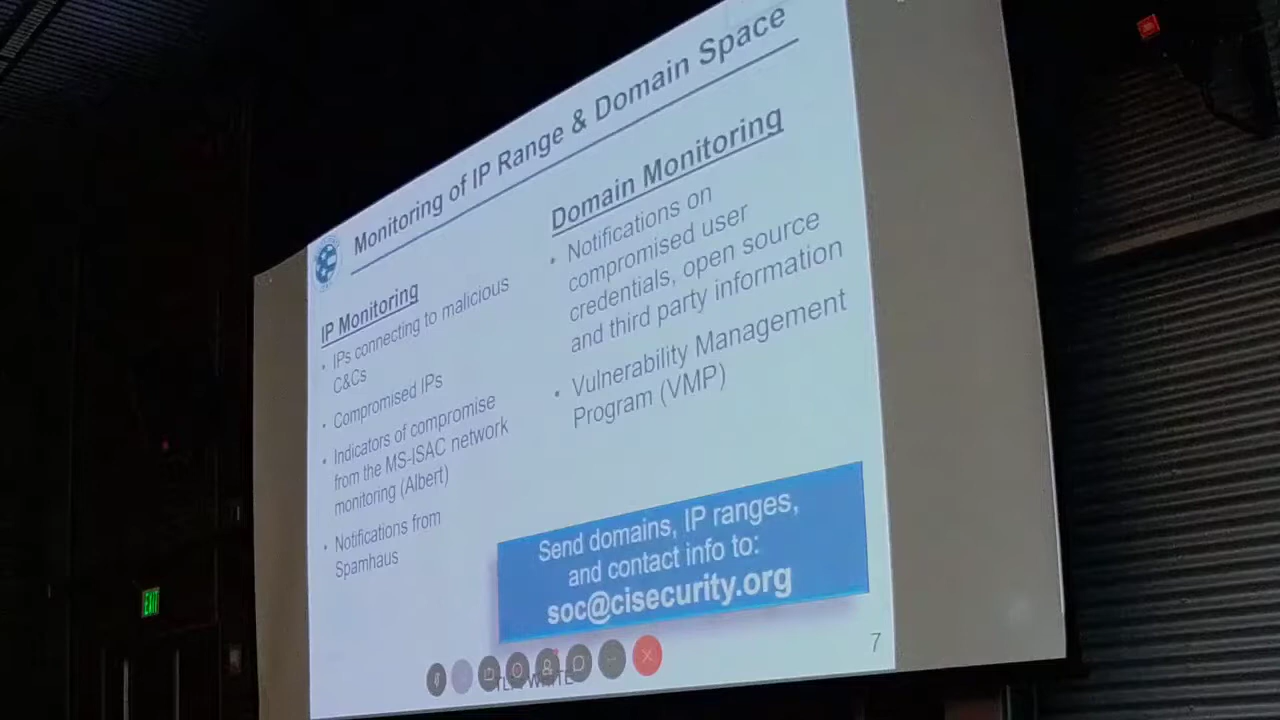 Monitoring of IP Range & Domain Space
IP Monitoring
• IPs connecting to malicious
C&Cs
• Compromised IPs
• Indicators of compromise
from the MS-ISAC network
monitoring (Albert)
• Notifications from
Spamhaus
Domain Monitoring
• Notifications on
compromised user
credentials, open source
and third party information
• Vulnerability Management
Program (VMP)
Send domains, IP ranges,
and contact info to:
soc@cisecurity.org
7
WHITE
EXIT